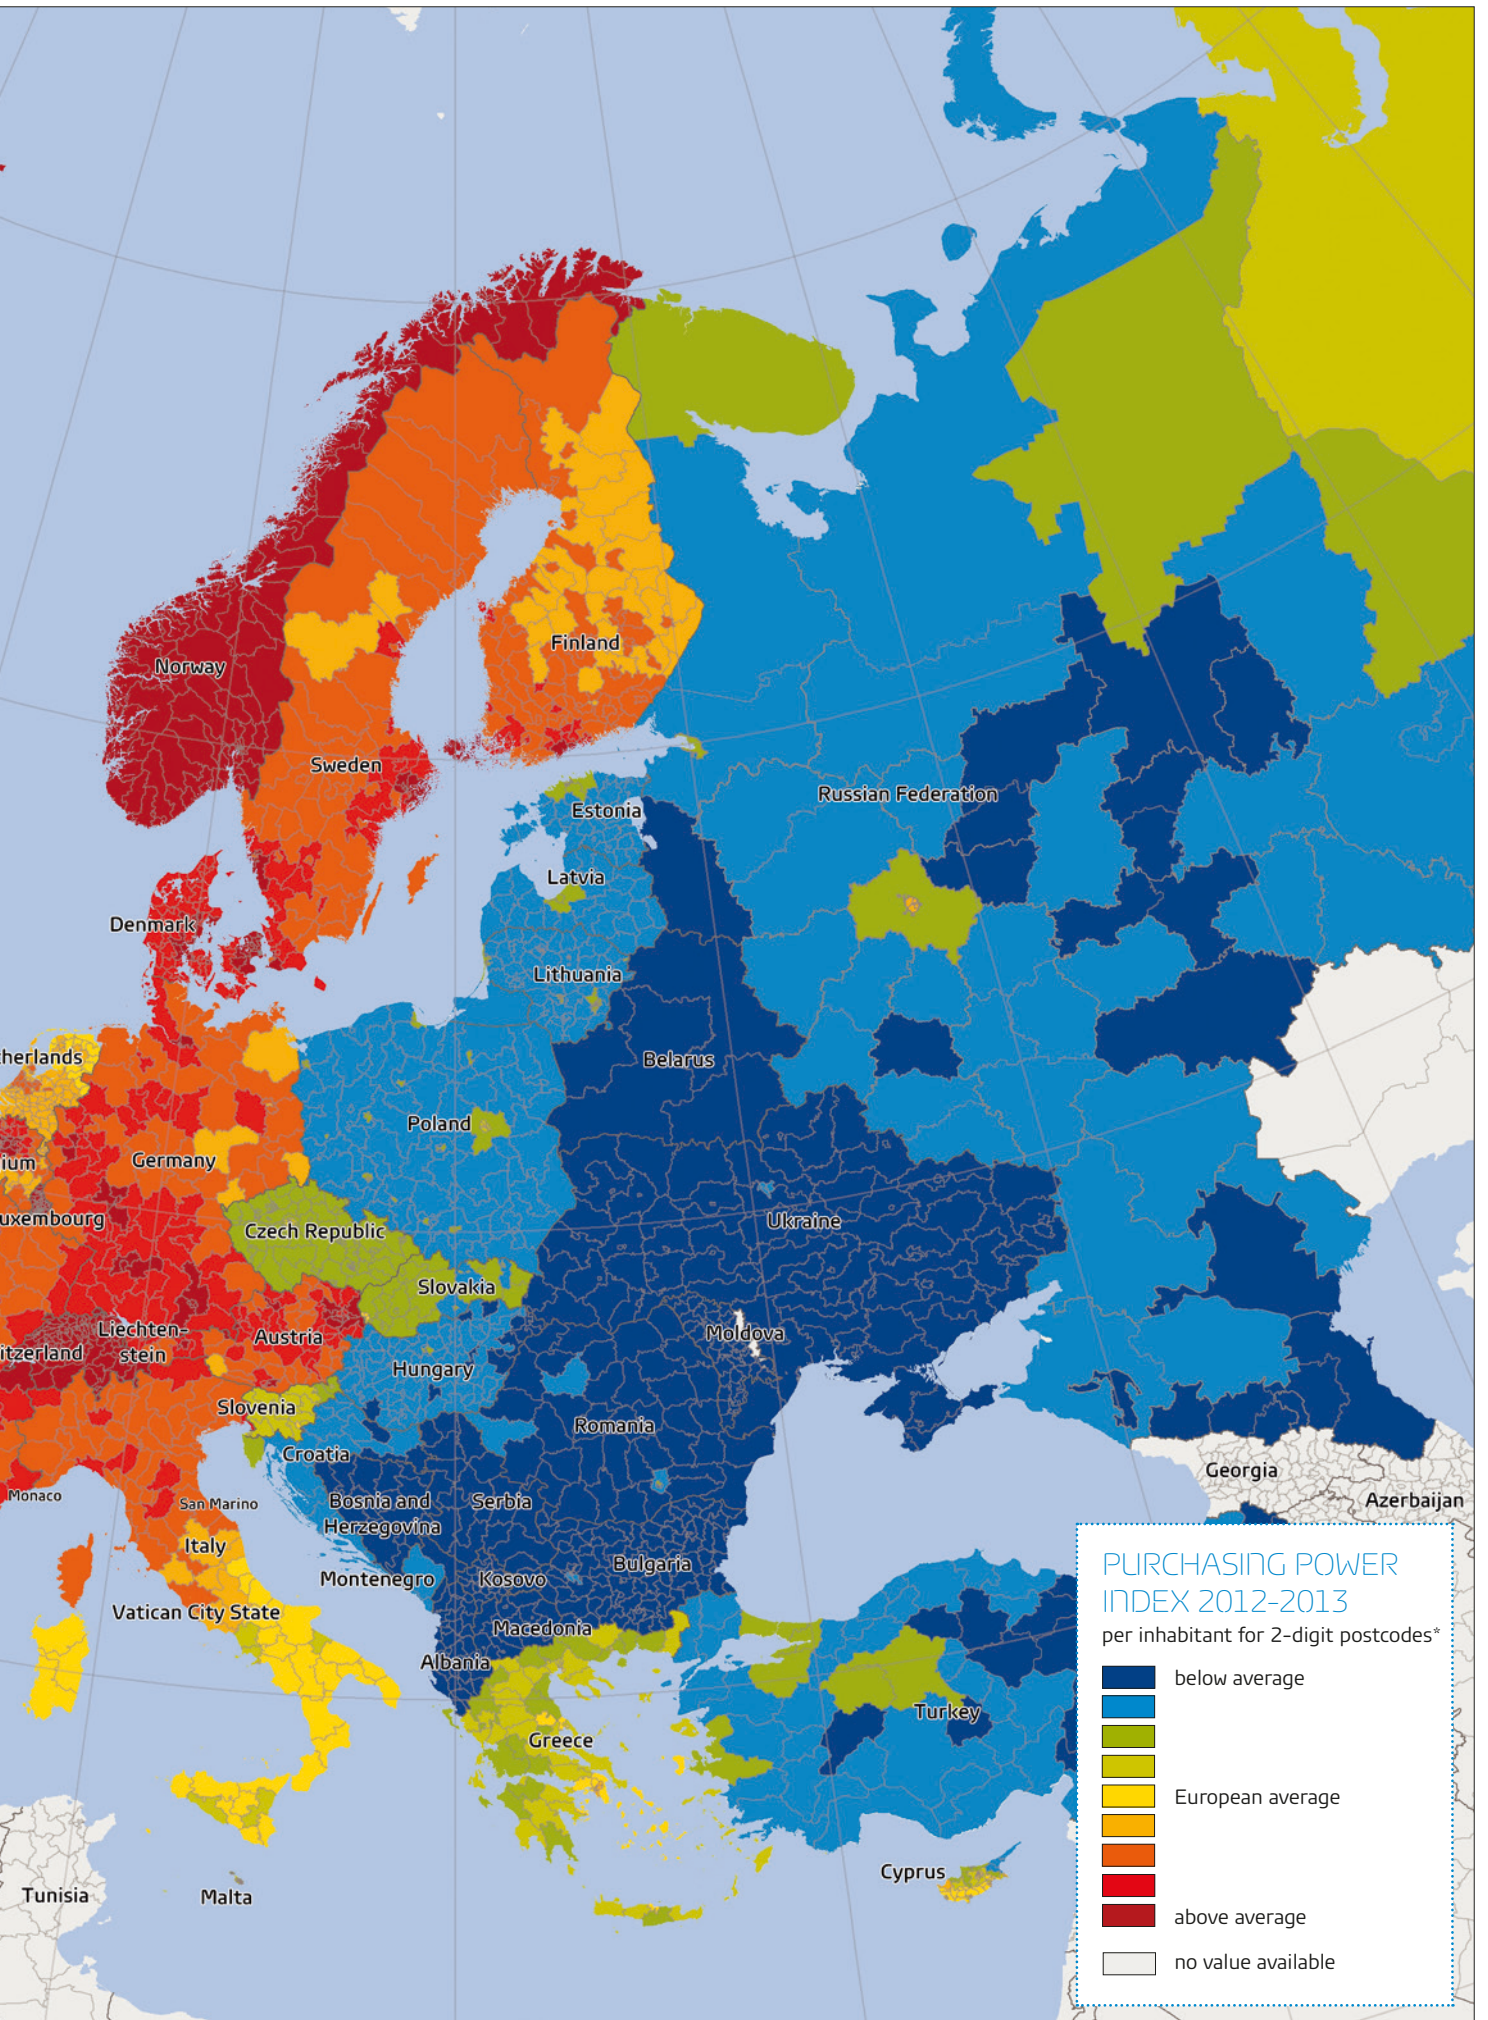 Norway
Finland
Sweden
Russian Federation
Estonia
Latvia
Denmark
Lithuania
therlands
Belarus
Poland
ium
Germany
uxembourg
Czech Republic
Ukraine
Slovakia
Liechten-
stein
Austria
Moldova
itzerland
Hungary
Slovenia
Romania
Croatia
Georgia
Monaco
San Marino
Bosnia and
Herzegovina
Serbia
Azerbaijan
Italy
Bulgaria
Montenegro
Kosovo
Vatican City State
Macedonia
Albania
Turkey
Greece
Cyprus
Tunisia
Malta
PURCHASING POWER
INDEX 2012-2013
per inhabitant for 2-digit postcodes*
below average
European average
above average
no value available